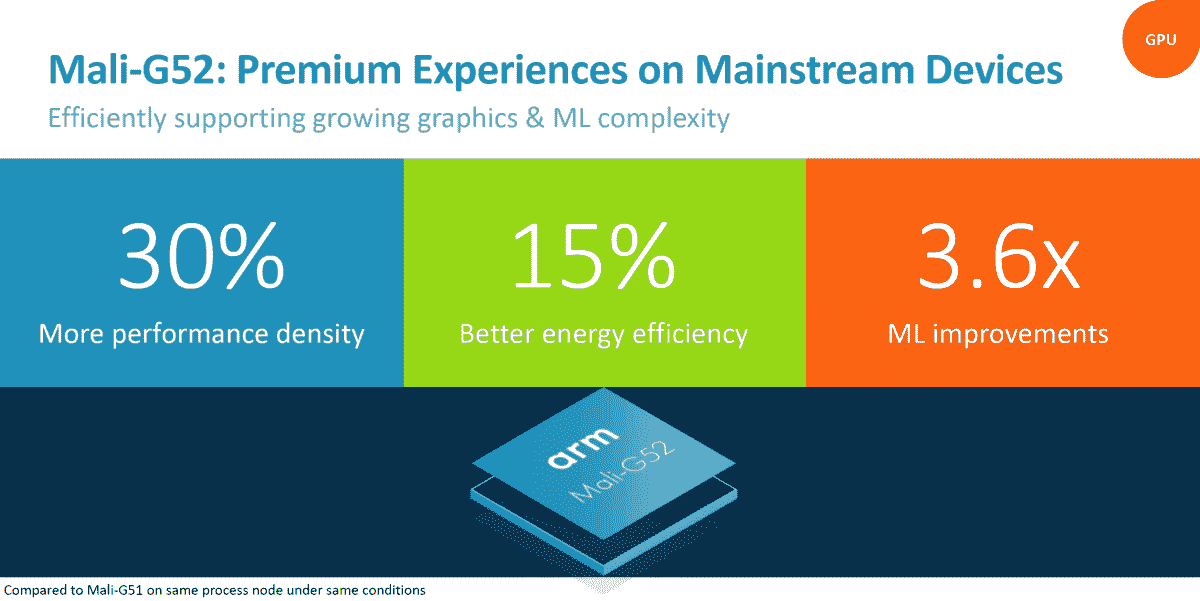 GPU
Mali-G52: Premium Experiences on Mainstream Devices
Efficiently supporting growing graphics & ML complexity
30%
More performance density
15%
Better energy efficiency
3.6x
ML improvements
arm
Mali-G52
Compared to Mali-G51 on same process node under same conditions